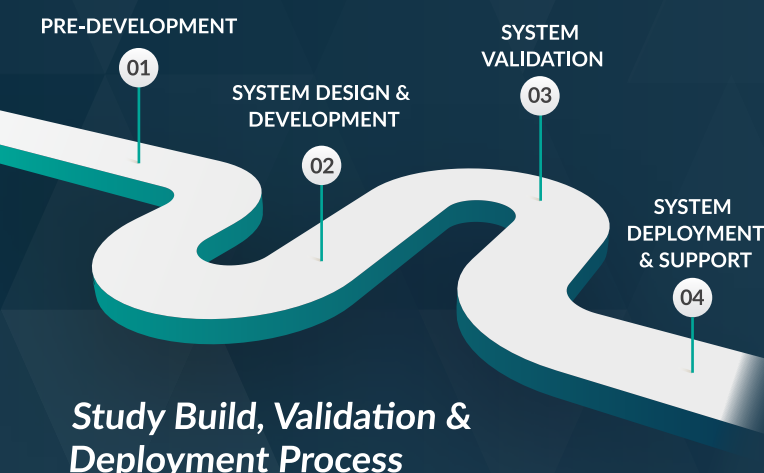 PRE-DEVELOPMENT
01
SYSTEM DESIGN &
DEVELOPMENT
02
SYSTEM
VALIDATION
03
SYSTEM
DEPLOYMENT
& SUPPORT
04
Study Build, Validation &
Deployment Process